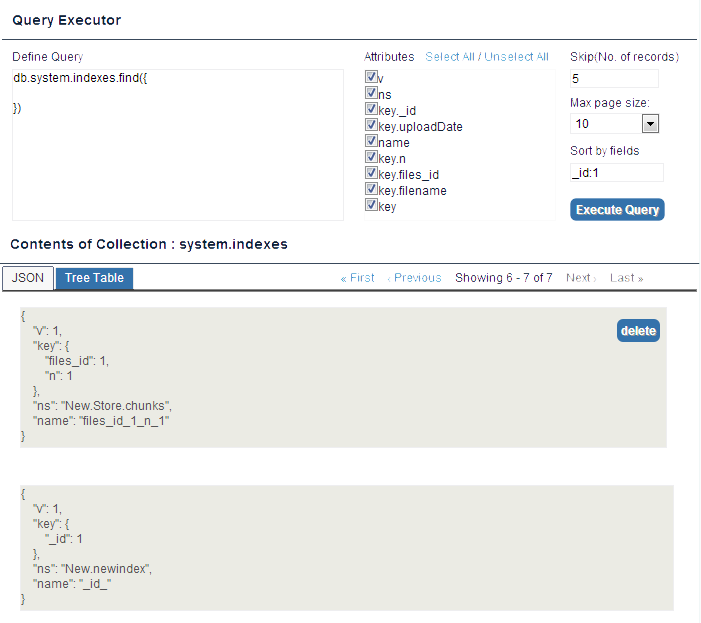 Query Executor
Define Query
db.system.indexes.find({
})
Attributes Select All / Unselect All
v
ns
key._id
key.uploadDate
name
key.n
key.files_id
key.filename
key
Skip(No. of records)
5
Max page size:
10
Sort by fields
_id:1
Execute Query
Contents of Collection : system.indexes
JSON Tree Table « First ‹ Previous Showing 6 - 7 of 7 Next › Last »
delete
{
"v": 1,
"key": {
"files_id": 1,
"n": 1
},
"ns": "New.Store.chunks",
"name": "files_id_1_n_1"
}
{
"v": 1,
"key": {
"_id": 1
},
"ns": "New.newindex",
"name": "_id_"
}